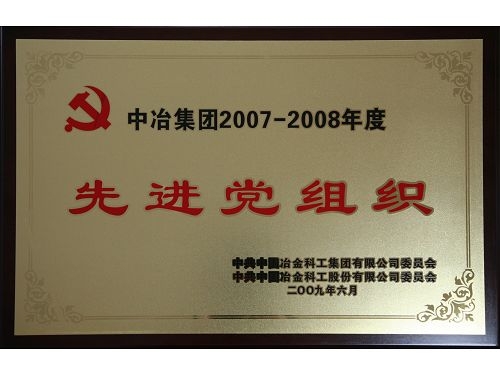 中冶集团2007-2008年度
先进党组织
中共中国冶金科工集团有限公司委员会
中共中国冶金科工股份有限公司委员会
二OO九年六月